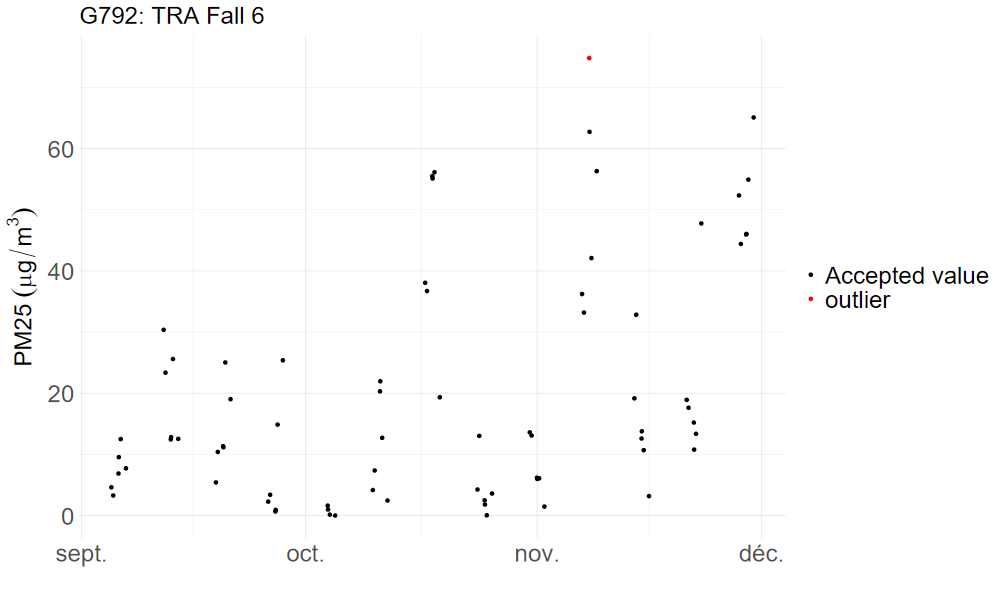 G792: TRA Fall 6
PM25 (μg/m³)
60
40
20
0
sept.
oct.
nov.
déc.
Accepted value
outlier